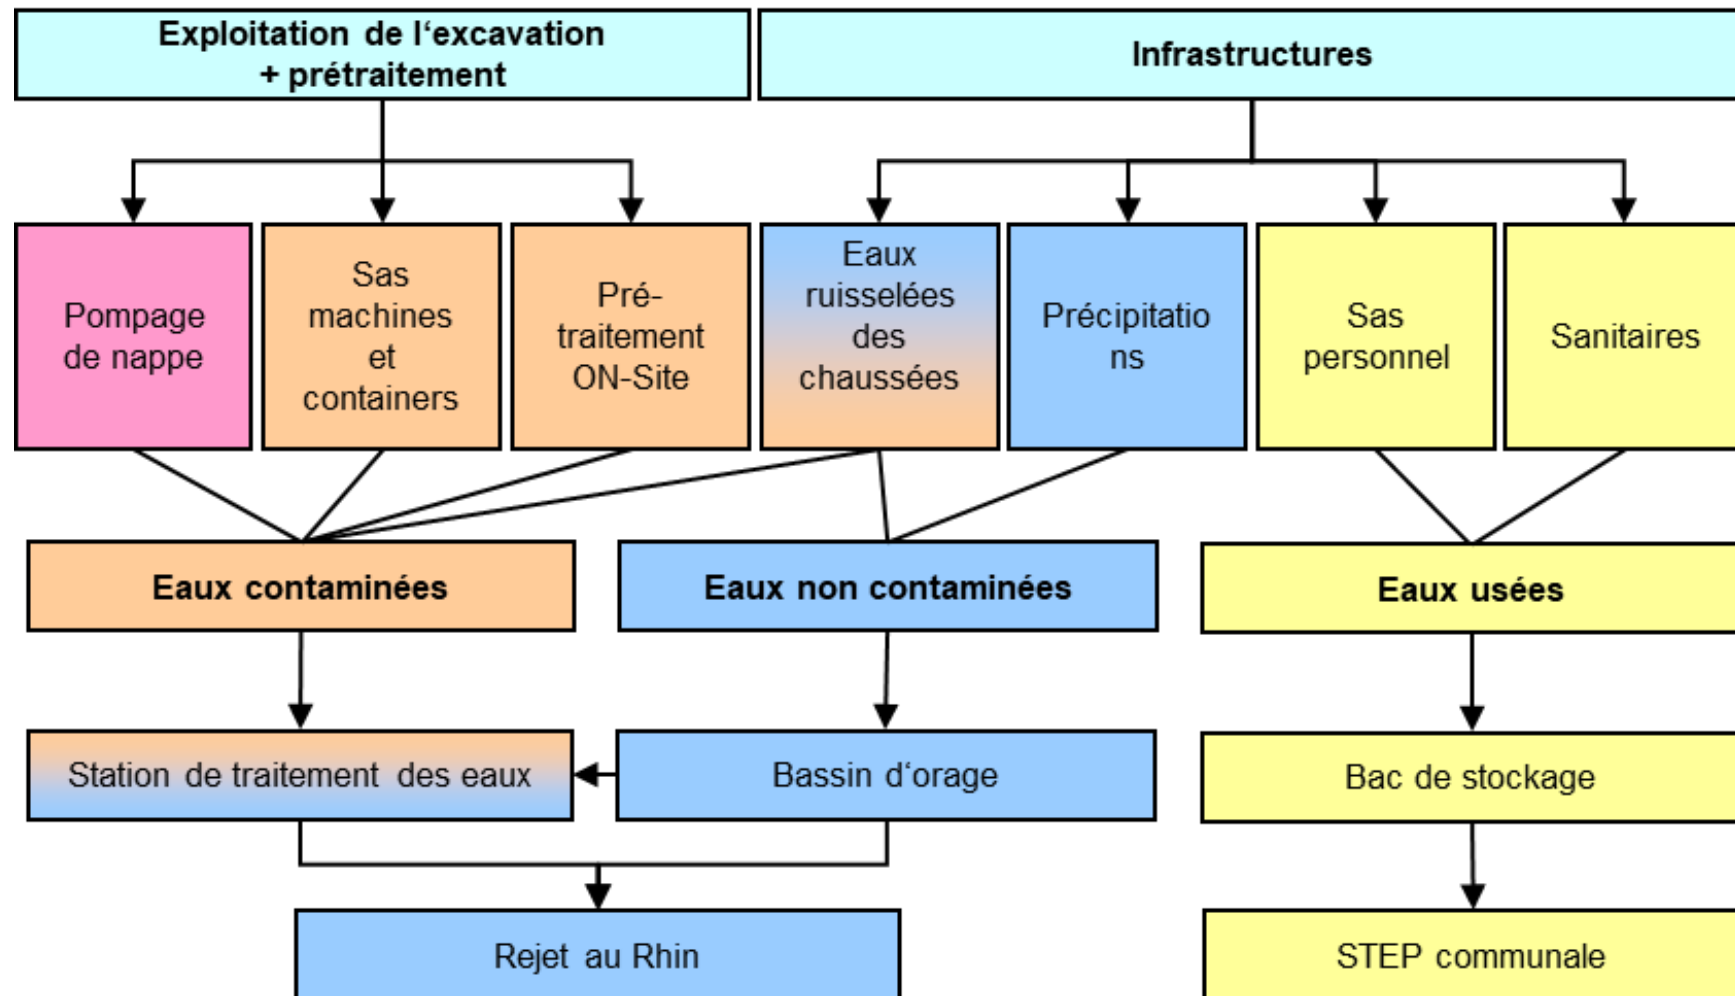 Exploitation de l‘excavation
+ prétraitement
Infrastructures
Pompage
de nappe
Sas
machines
et
containers
Pré-
traitement
ON-Site
Eaux
ruisselées
des
chaussées
Précipitatio
ns
Sas
personnel
Sanitaires
Eaux contaminées
Eaux non contaminées
Eaux usées
Station de traitement des eaux
Bassin d‘orage
Bac de stockage
Rejet au Rhin
STEP communale